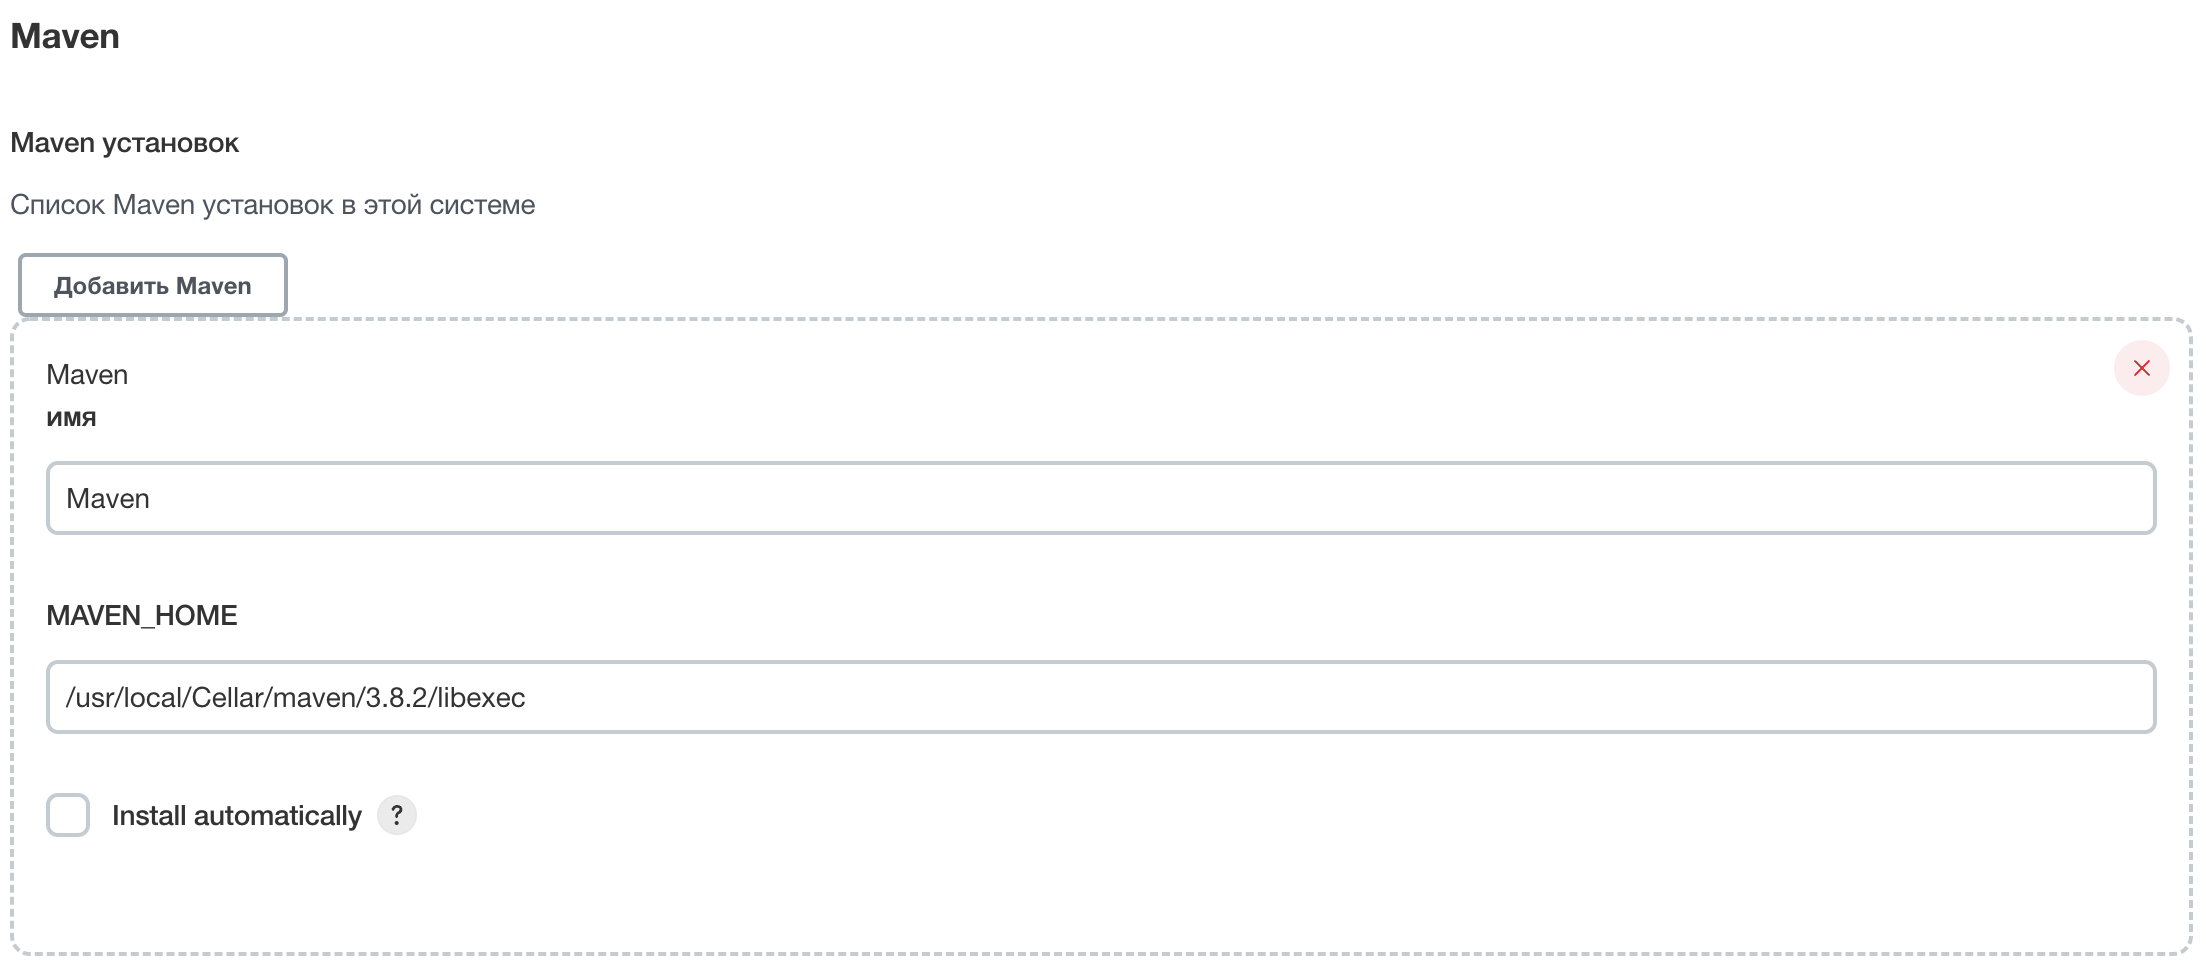 Maven
Maven установок
Список Maven установок в этой системе
Добавить Maven
Maven
имя
Maven
MAVEN_HOME
/usr/local/Cellar/maven/3.8.2/libexec
Install automatically ?